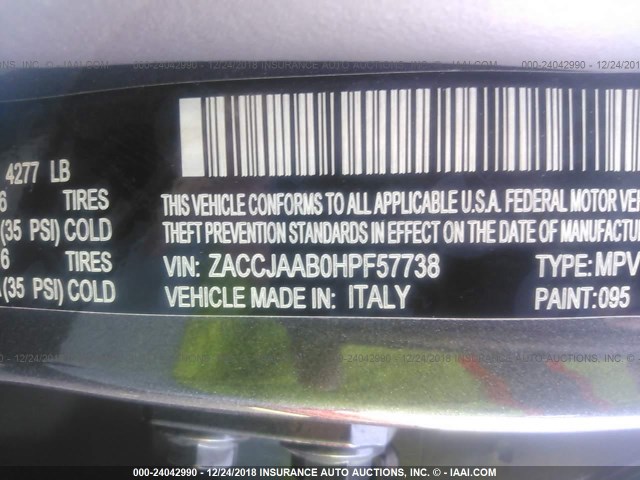 000-24042990 - 12/24/2018 INSURANCE AUTO AUCTIONS, INC. © - IAAI.COM
4277 LB
TIRES
(35 PSI) COLD
TIRES
(35 PSI) COLD
THIS VEHICLE CONFORMS TO ALL APPLICABLE U.S.A. FEDERAL MOTOR VE
THEFT PREVENTION STANDARDS IN EFFECT ON THE DATE OF MANUFACTURE
VIN: ZACCJAAB0HPF57738 TYPE: MPV
VEHICLE MADE IN: ITALY PAINT: 095
000-24042990 - 12/24/2018 INSURANCE AUTO AUCTIONS, INC. © - IAAI.COM